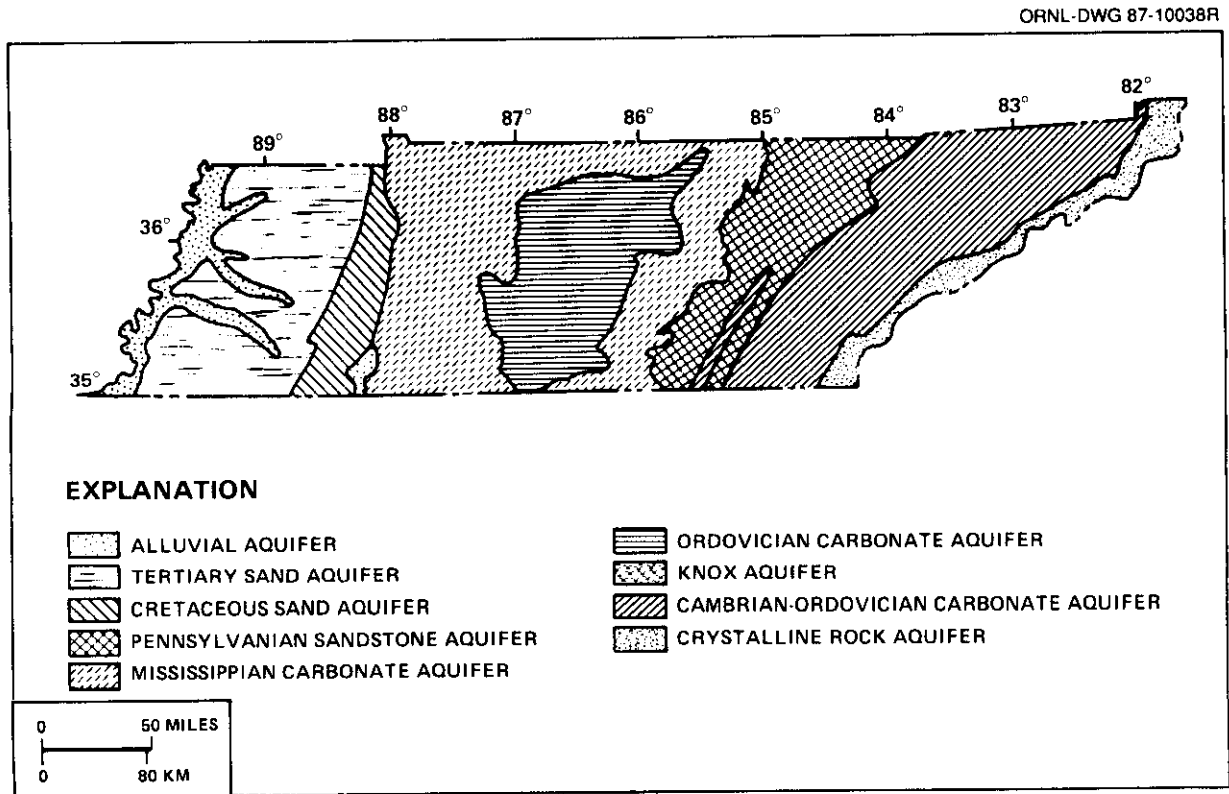 ORNL-DWG 87-10038R
88° 87° 86° 85° 84° 83° 82°
89°
36°
35°
EXPLANATION
ALLUVIAL AQUIFER
TERTIARY SAND AQUIFER
CRETACEOUS SAND AQUIFER
PENNSYLVANIAN SANDSTONE AQUIFER
MISSISSIPPIAN CARBONATE AQUIFER
ORDOVICIAN CARBONATE AQUIFER
KNOX AQUIFER
CAMBRIAN-ORDOVICIAN CARBONATE AQUIFER
CRYSTALLINE ROCK AQUIFER
0 50 MILES
0 80 KM